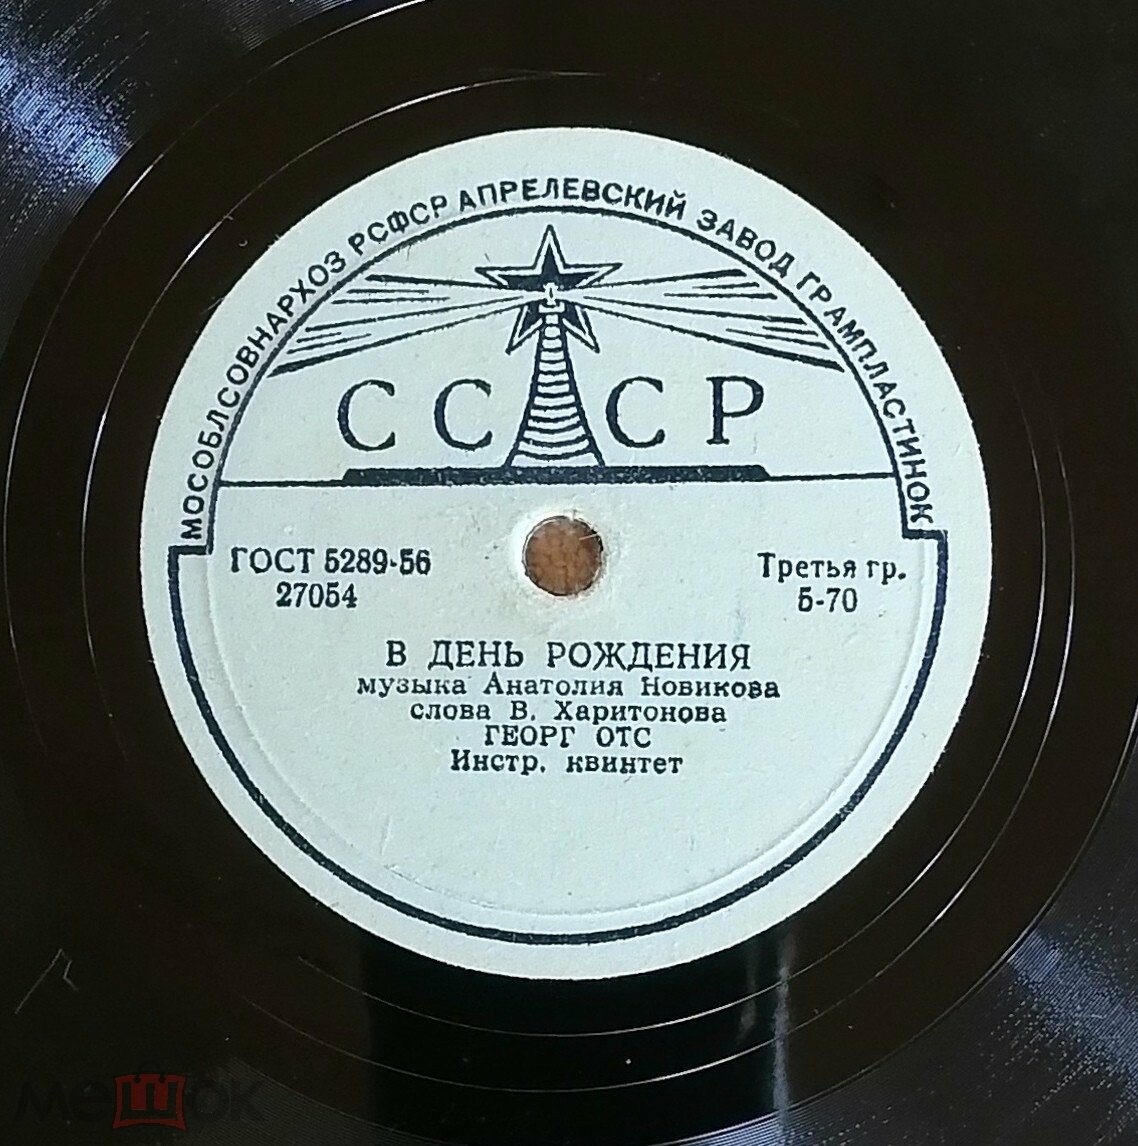 МОСОБЛСОВНАРХОЗ РСФСР АПРЕЛЕВСКИЙ ЗАВОД ГРАМПЛАСТИНОК
СССР
ГОСТ 5289-56
27054
Третья гр.
5-70
В ДЕНЬ РОЖДЕНИЯ
музыка Анатолия Новикова
слова В. Харитонова
ГЕОРГ ОТС
Инстр. квинтет
мешок